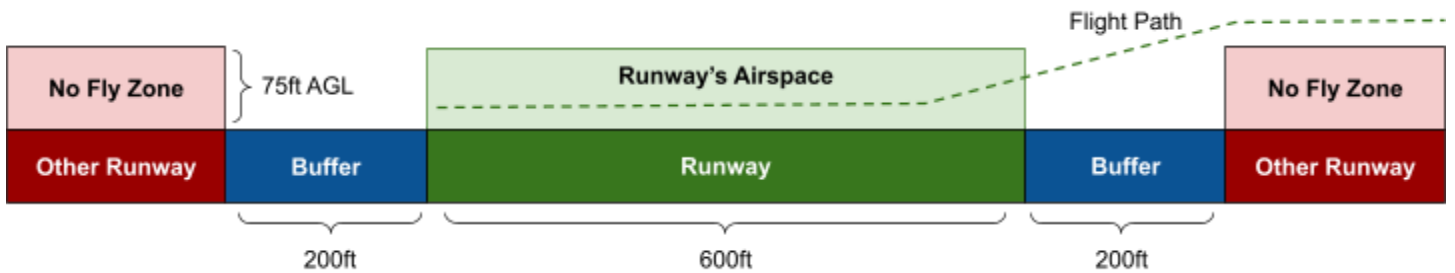 Flight Path
No Fly Zone
75ft AGL
Runway's Airspace
No Fly Zone
Other Runway
Buffer
Runway
Buffer
Other Runway
200ft
600ft
200ft